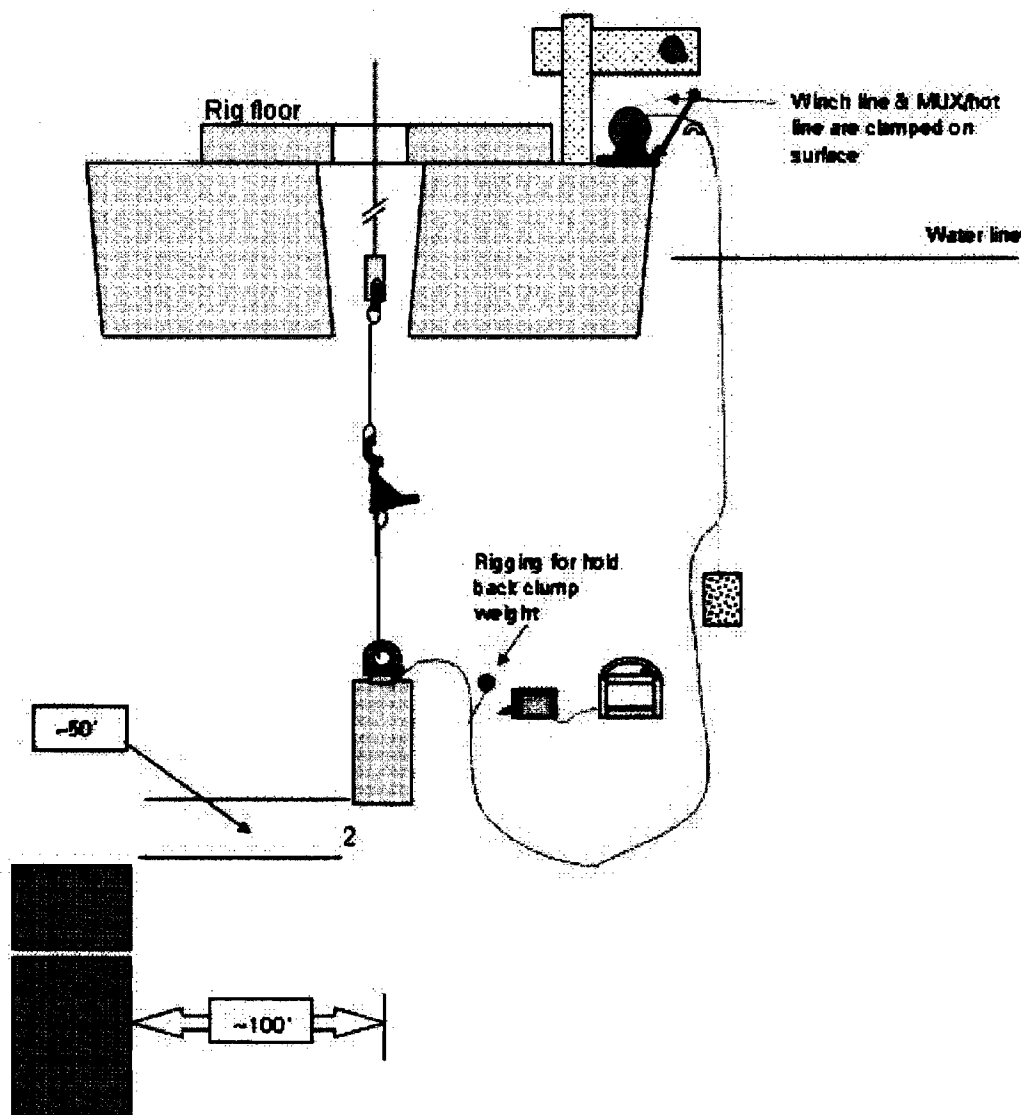 Rig floor
Winch line & MUX/hot
line are clamped on
surface
Water line
Rigging for hold
back clump
weight
~50'
2
~100'